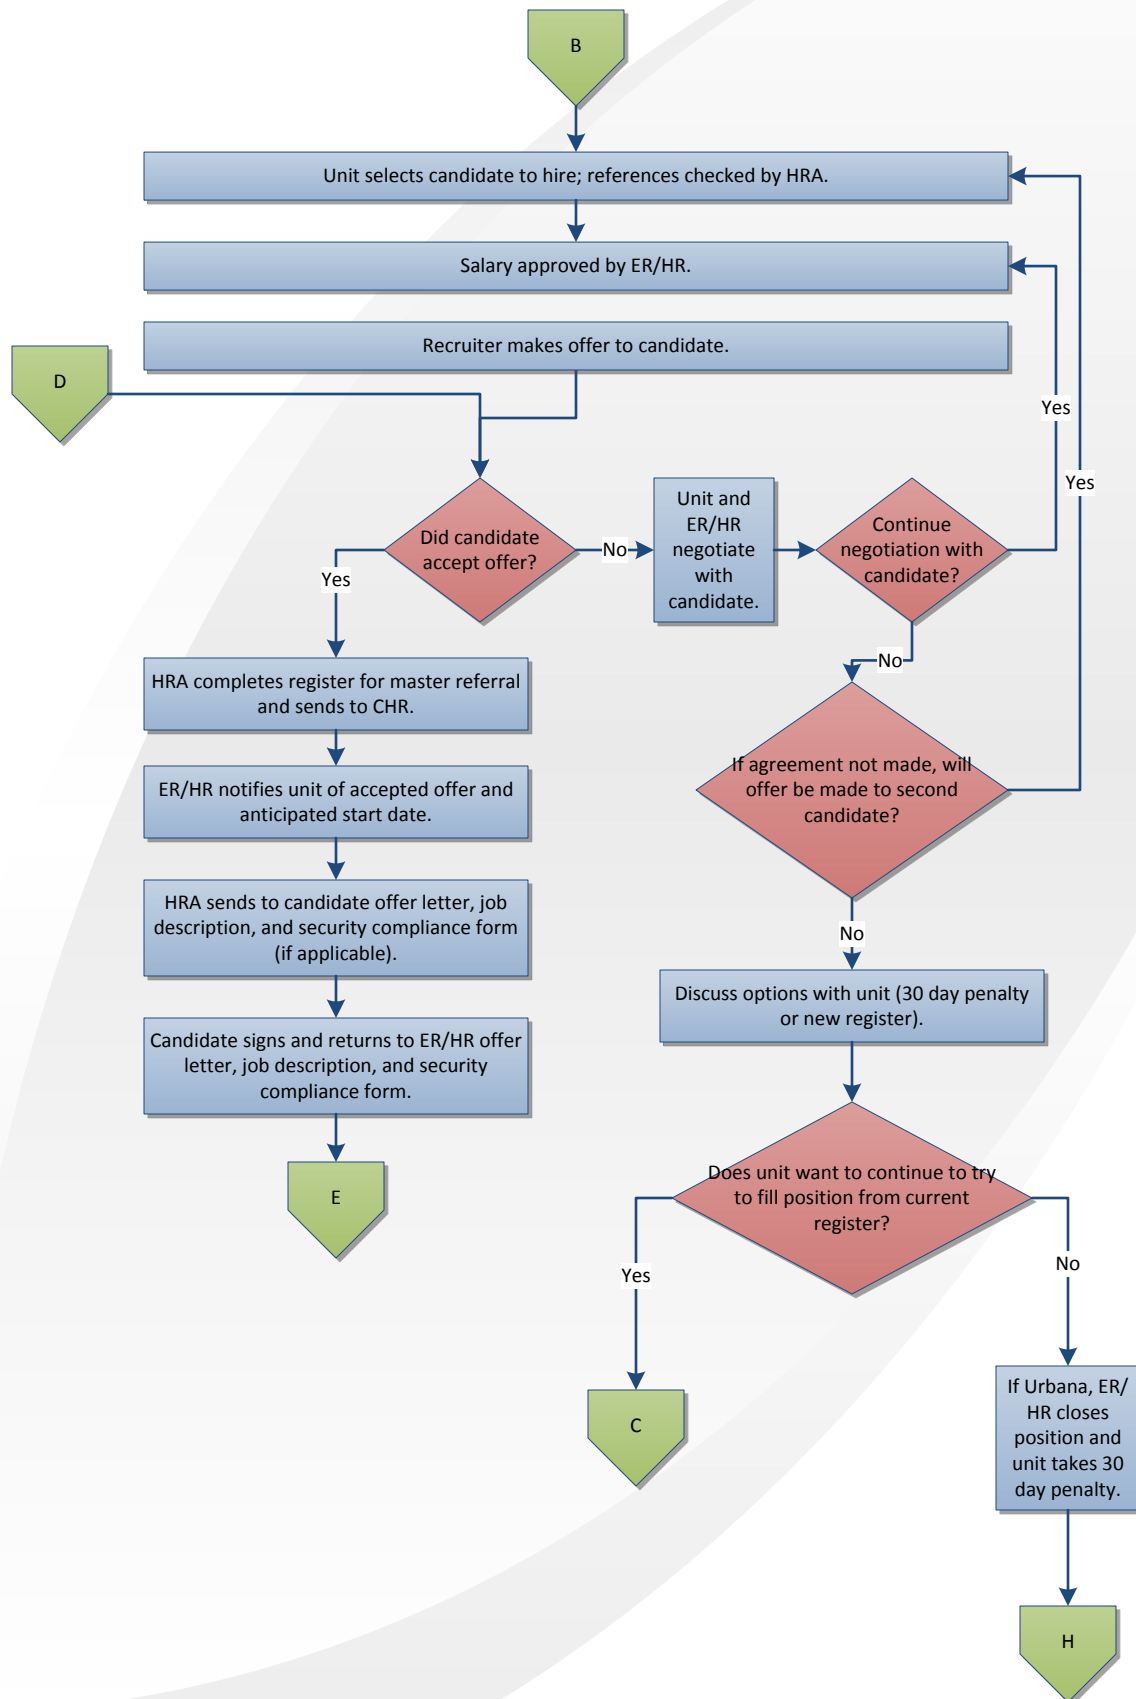 B
Unit selects candidate to hire; references checked by HRA.
Salary approved by ER/HR.
Recruiter makes offer to candidate.
D
Yes
Yes
Did candidate
accept offer?
No
Unit and
ER/HR
negotiate
with
candidate.
Continue
negotiation with
candidate?
Yes
No
HRA completes register for master referral
and sends to CHR.
If agreement not made, will
offer be made to second
candidate?
ER/HR notifies unit of accepted offer and
anticipated start date.
HRA sends to candidate offer letter, job
description, and security compliance form
(if applicable).
No
Discuss options with unit (30 day penalty
or new register).
Candidate signs and returns to ER/HR offer
letter, job description, and security
compliance form.
E
Does unit want to continue to try
to fill position from current
register?
Yes
No
C
If Urbana, ER/
HR closes
position and
unit takes 30
day penalty.
H